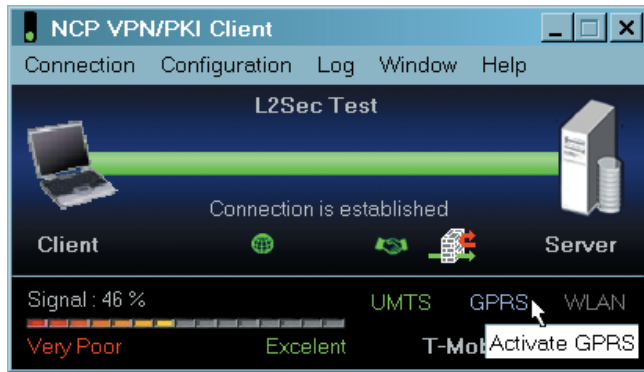 NCP VPN/PKI Client
Connection Configuration Log Window Help
L2Sec Test
Connection is established
Client Server
Signal : 46 %
UMTS GPRS WLAN
Very Poor Excelent T-Mo
Activate GPRS